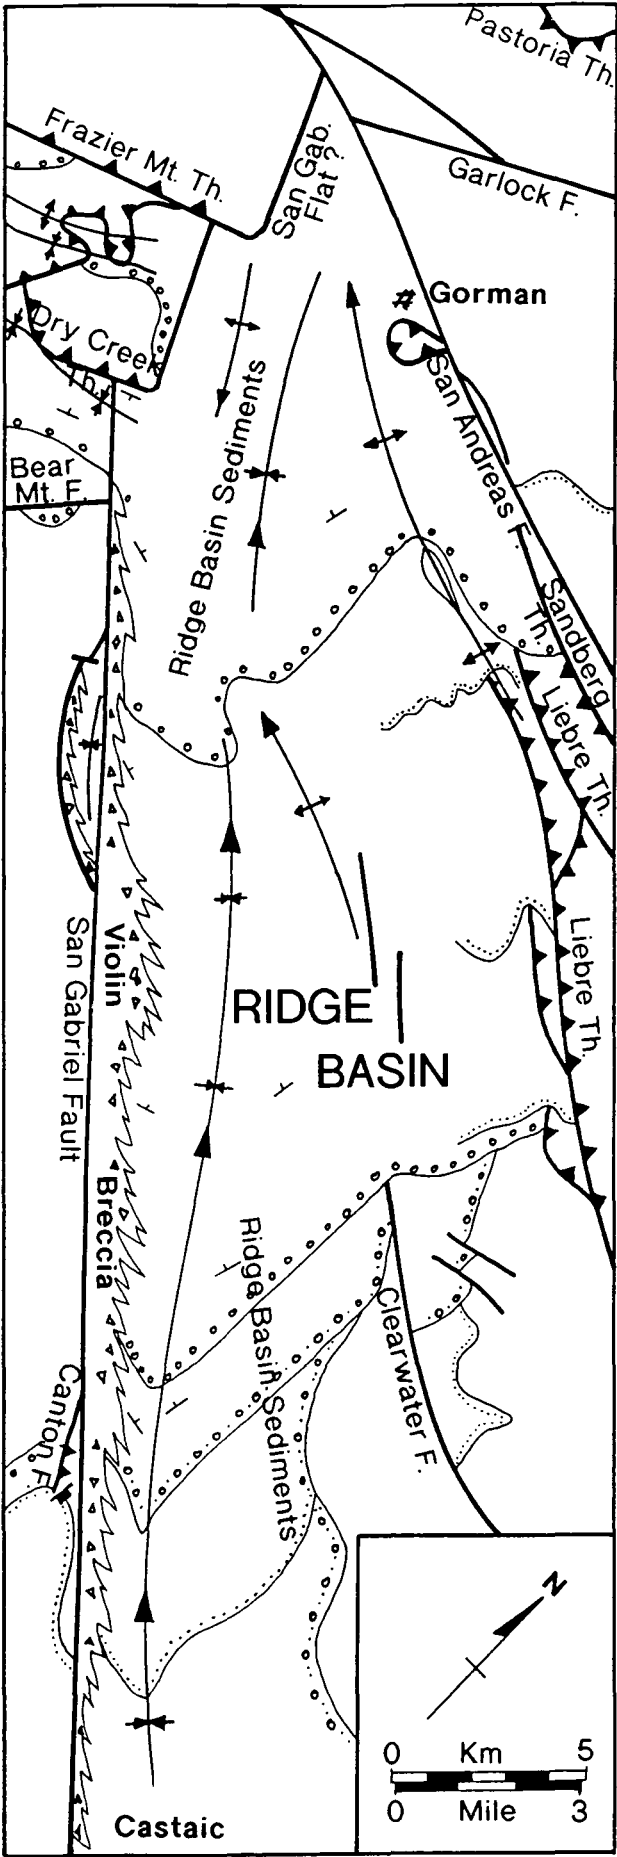 Pastoria Th.
Frazier Mt. Th.
San Gab.
Flat ?
Garlock F.
Gorman
Dry Creek
Th.
San Andreas F.
Ridge Basin Sediments
Bear
Mt. F.
Sandberg
Th.
Liebre Th.
San Gabriel Fault
Violin
Breccia
Liebre Th.
RIDGE
BASIN
Ridge Basin Sediments
Clearwater F.
Canton F.
N
0 Km 5
0 Mile 3
Castaic